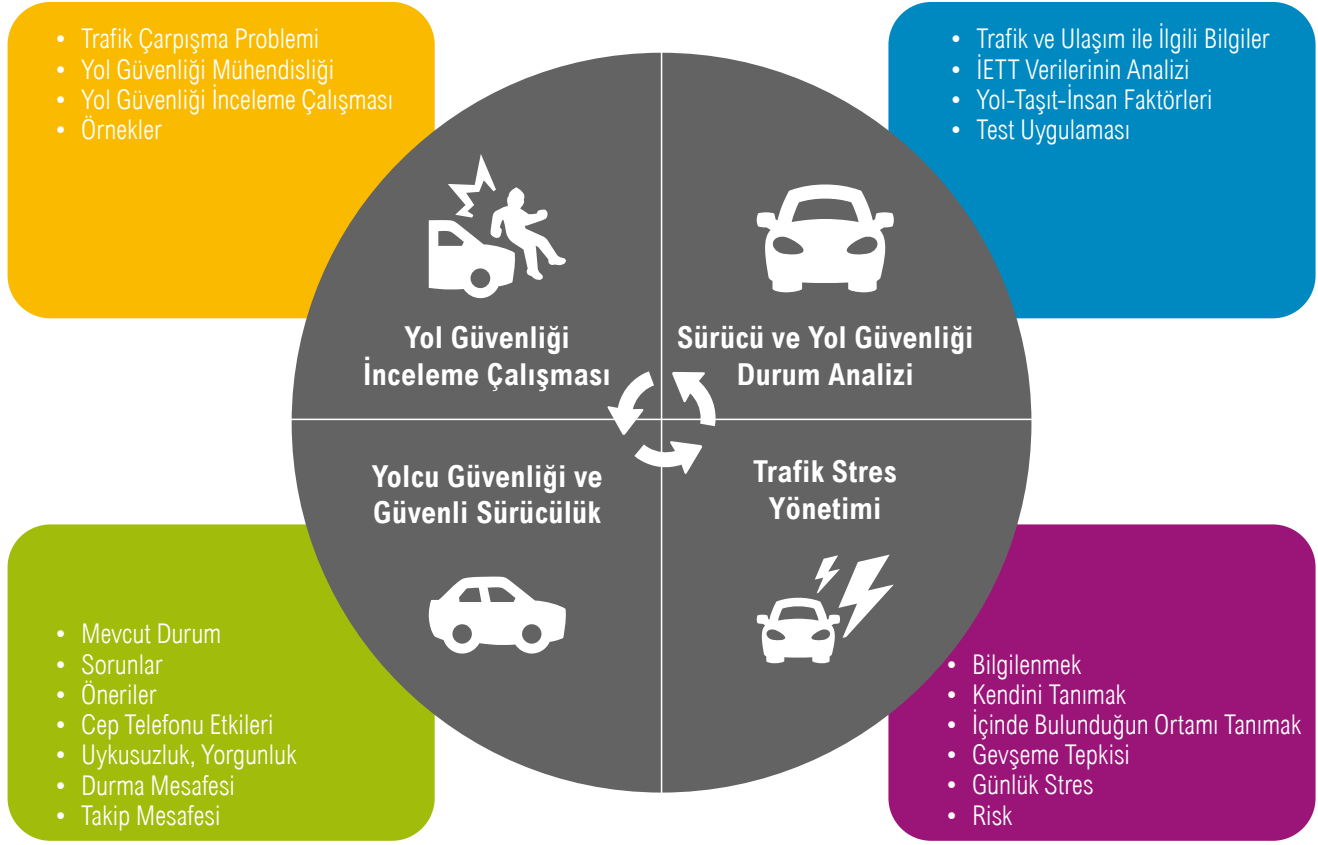 • Trafik Çarpışma Problemi
• Yol Güvenliği Mühendisliği
• Yol Güvenliği İnceleme Çalışması
• Örnekler
• Trafik ve Ulaşım ile İlgili Bilgiler
• İETT Verilerinin Analizi
• Yol-Taşıt-İnsan Faktörleri
• Test Uygulaması
Yol Güvenliği
İnceleme Çalışması
Sürücü ve Yol Güvenliği
Durum Analizi
Yolcu Güvenliği ve
Güvenli Sürücülük
Trafik Stres
Yönetimi
• Mevcut Durum
• Sorunlar
• Öneriler
• Cep Telefonu Etkileri
• Uykusuzluk, Yorgunluk
• Durma Mesafesi
• Takip Mesafesi
• Bilgilenmek
• Kendini Tanımak
• İçinde Bulunduğun Ortamı Tanımak
• Gevşeme Tepkisi
• Günlük Stres
• Risk